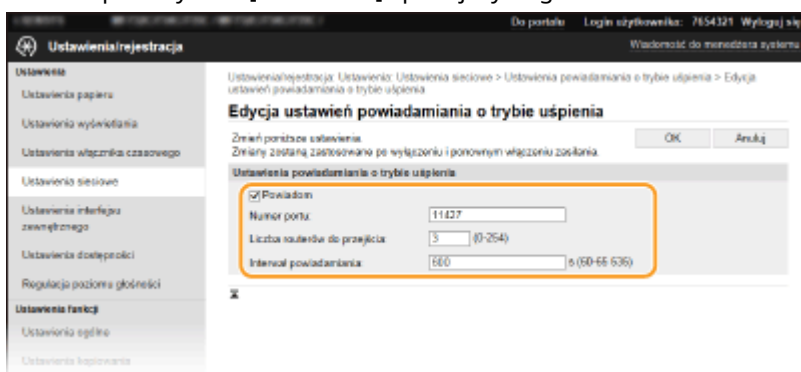 Do portalu Login użytkownika: 7654321 Wyloguj się
Ustawienia/rejestracja
Wiadomość do menedżera systemu
Ustawienia
Ustawienia papieru
Ustawienia wyświetlania
Ustawienia włącznika czasowego
Ustawienia sieciowe
Ustawienia interfejsu
zewnętrznego
Ustawienia dostępności
Regulacja poziomu głośności
Ustawienia funkcji
Ustawienia ogólne
Ustawienia kopiowania
Ustawienia/rejestracja: Ustawienia: Ustawienia sieciowe > Ustawienia powiadamiania o trybie uśpienia > Edycja
ustawień powiadamiania o trybie uśpienia
Edycja ustawień powiadamiania o trybie uśpienia
Zmień poniższe ustawienia.
Zmiany zostaną zastosowane po wyłączeniu i ponownym włączeniu zasilania.
OK Anuluj
Ustawienia powiadamiania o trybie uśpienia
Powiadom
Numer portu: 11427
Liczba routerów do przejścia: 3 (0-254)
Interwał powiadamiania: 600 s (60-65 535)